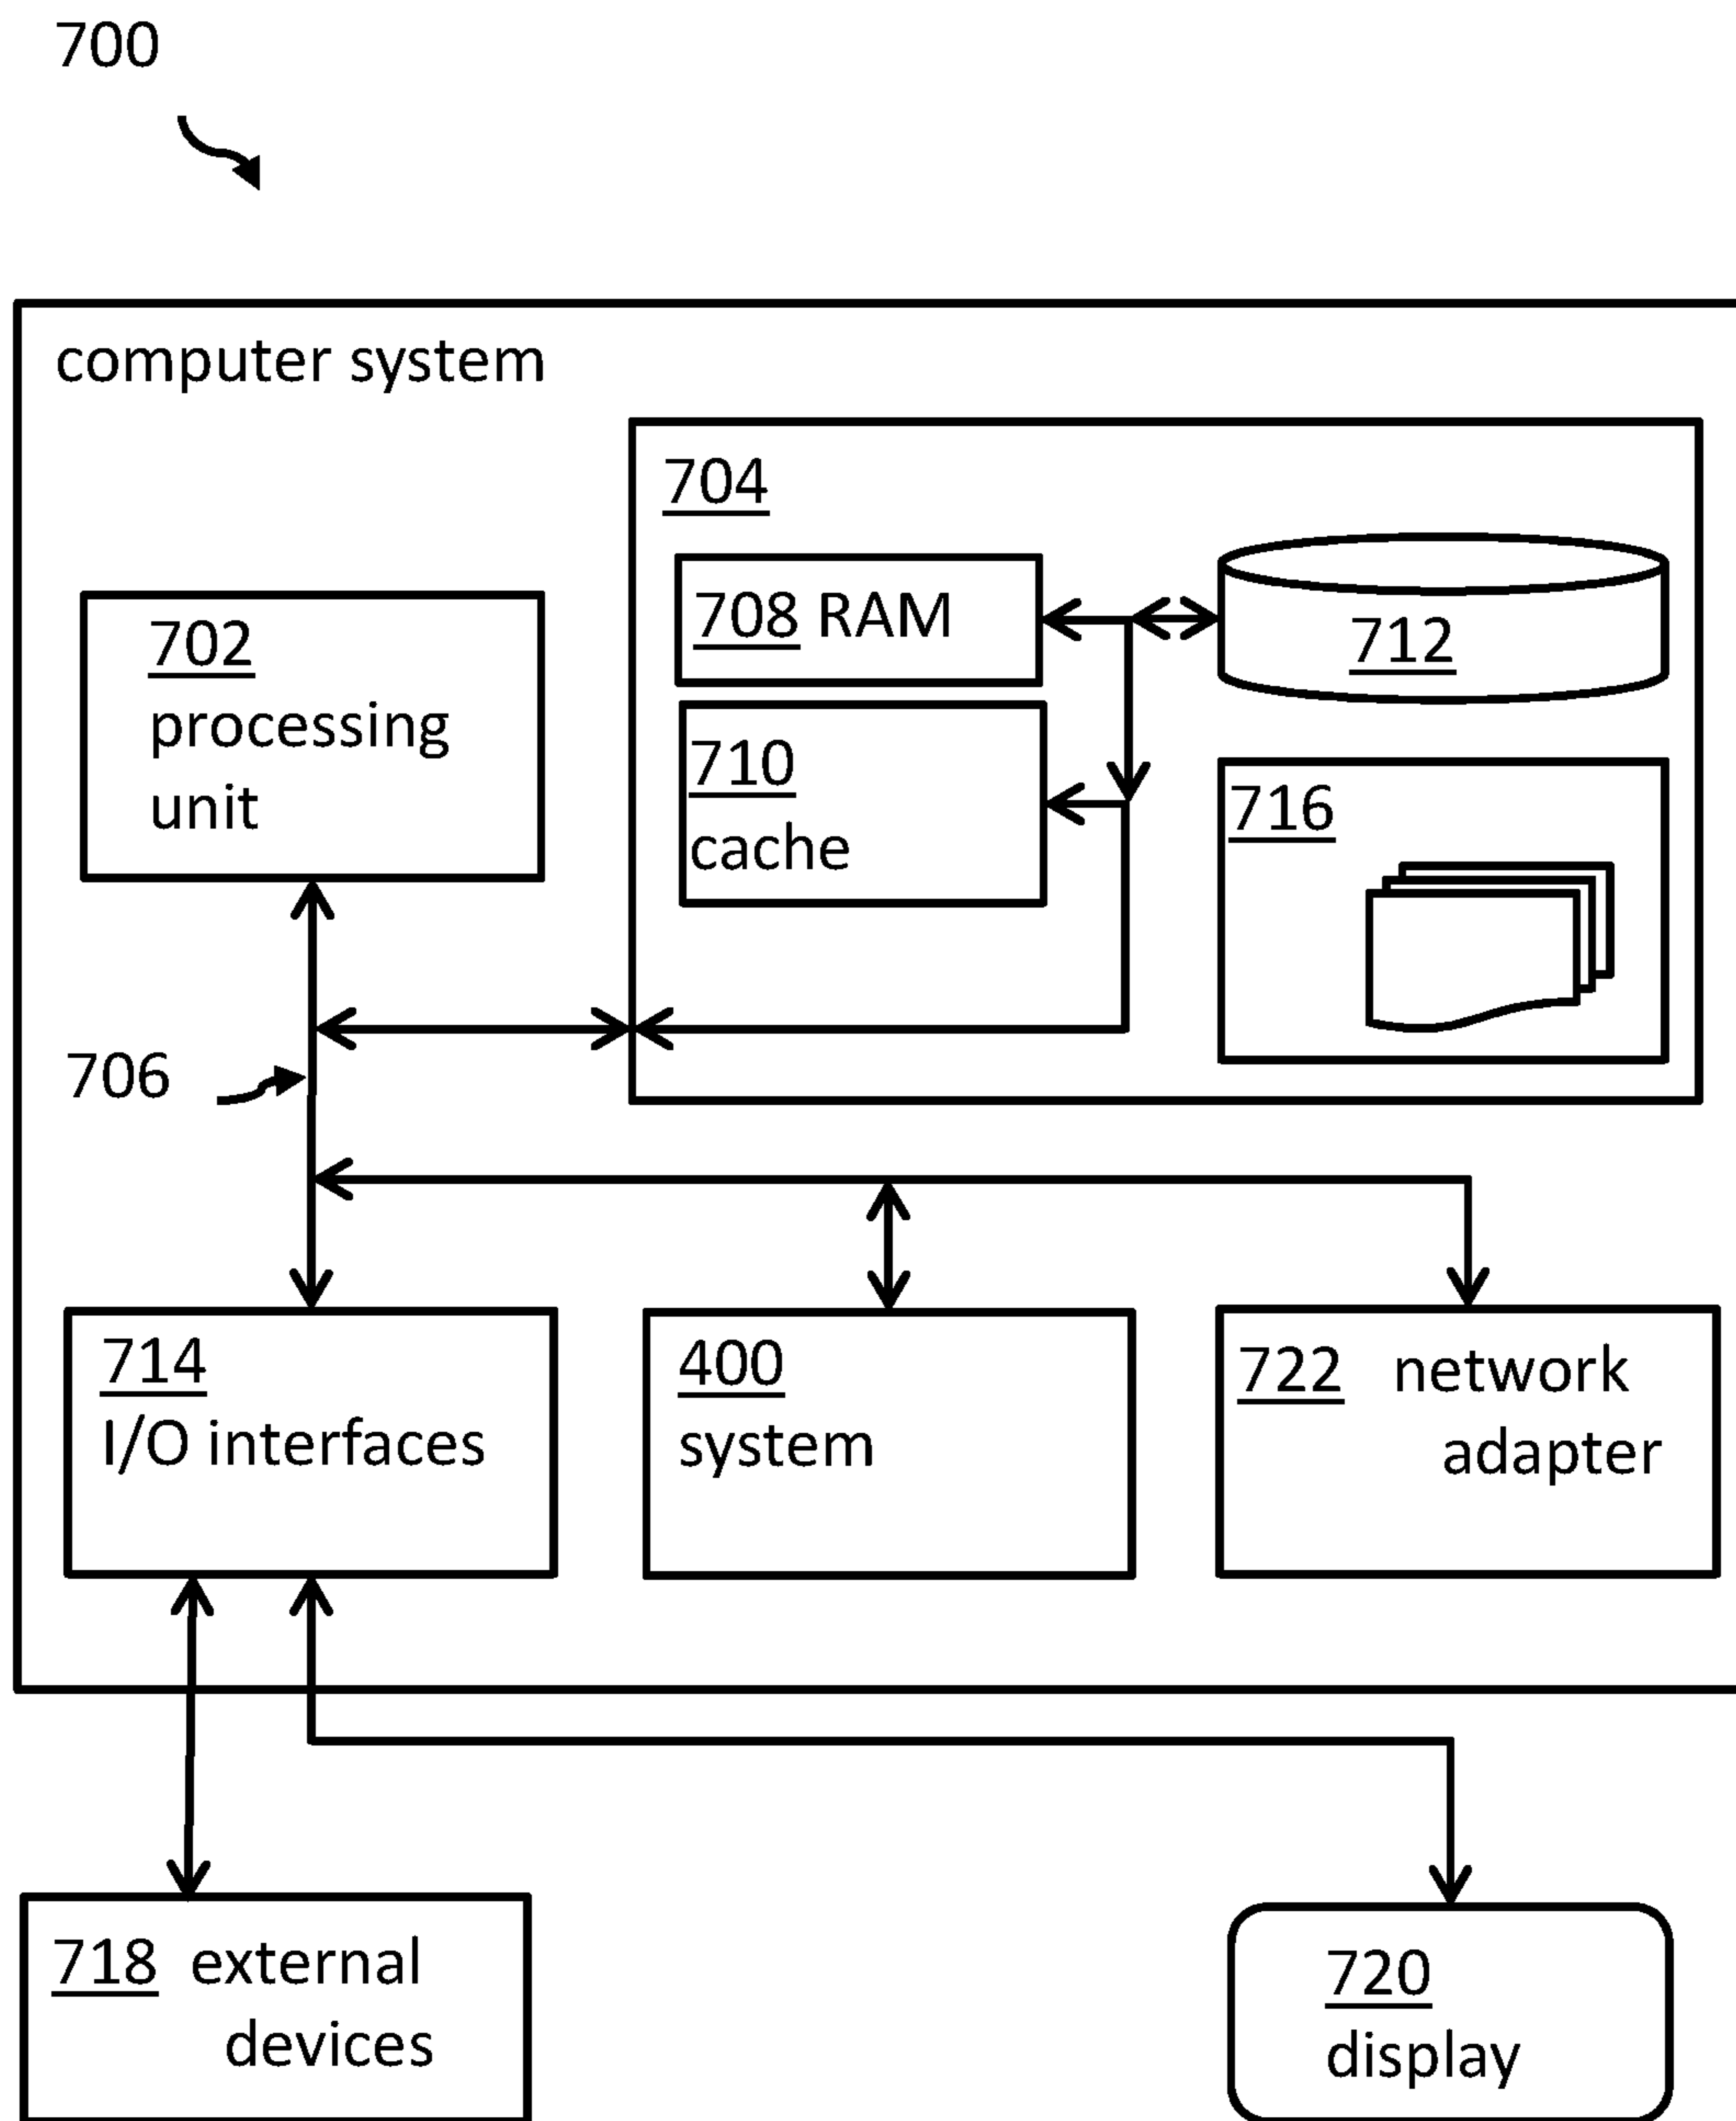 700
computer system
704
708 RAM
712
702
processing
unit
710
cache
716
706
714
I/O interfaces
400
system
722 network
adapter
718 external
devices
720
display